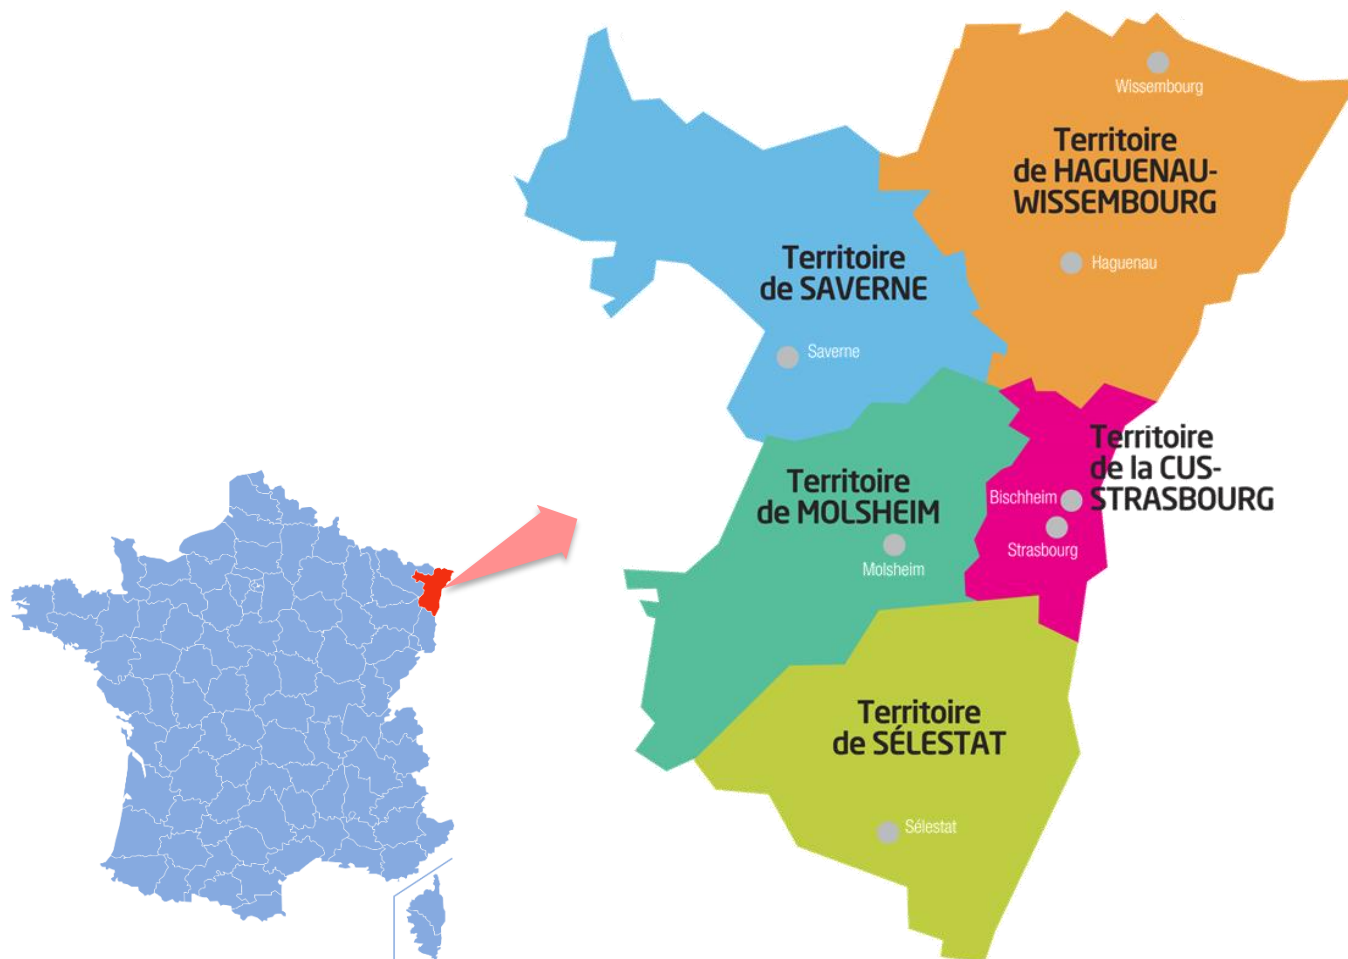 Wissembourg
Territoire
de HAGUENAU-
WISSEMBOURG
Haguenau
Territoire
de SAVERNE
Saverne
Territoire
de la CUS-
STRASBOURG
Bischheim
Strasbourg
Territoire
de MOLSHEIM
Molsheim
Territoire
de SÉLESTAT
Sélestat